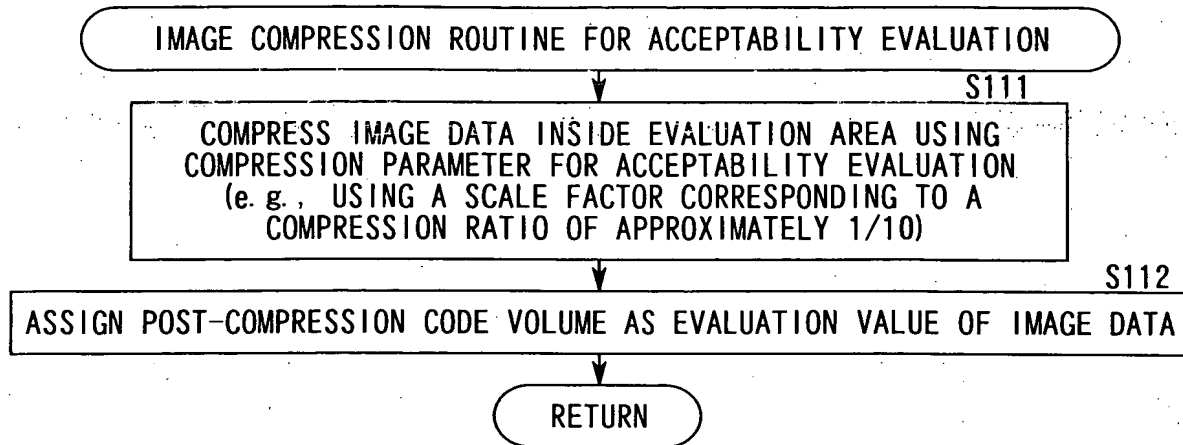 IMAGE COMPRESSION ROUTINE FOR ACCEPTABILITY EVALUATION
S111
COMPRESS IMAGE DATA INSIDE EVALUATION AREA USING
COMPRESSION PARAMETER FOR ACCEPTABILITY EVALUATION
(e. g., USING A SCALE FACTOR CORRESPONDING TO A
COMPRESSION RATIO OF APPROXIMATELY 1/10)
S112
ASSIGN POST-COMPRESSION CODE VOLUME AS EVALUATION VALUE OF IMAGE DATA
RETURN